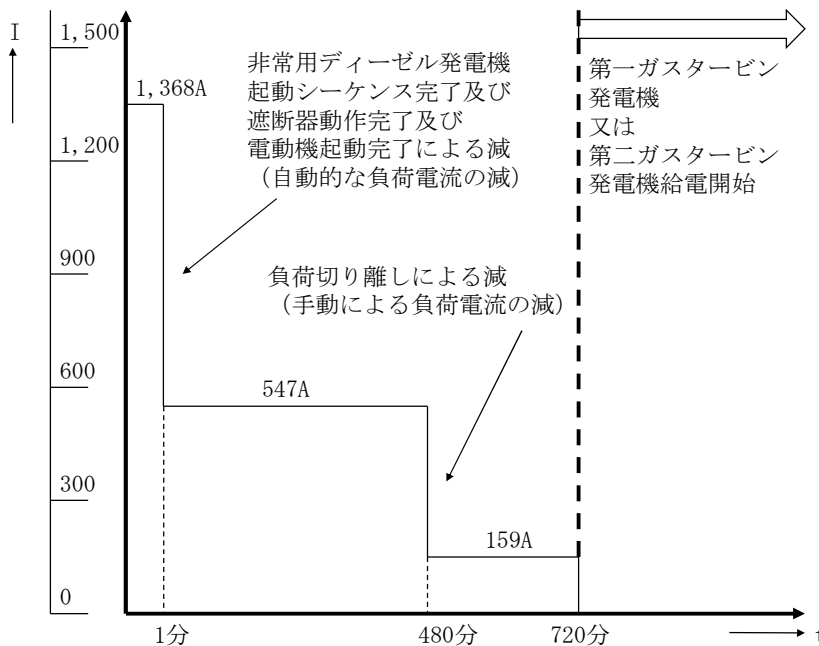 I
1,500
1,200
900
600
300
0
1,368A
非常用ディーゼル発電機
起動シーケンス完了及び
遮断器動作完了及び
電動機起動完了による減
(自動的な負荷電流の減)
負荷切り離しによる減
(手動による負荷電流の減)
第一ガスタービン
発電機
又は
第二ガスタービン
発電機給電開始
547A
159A
1分
480分
720分
t